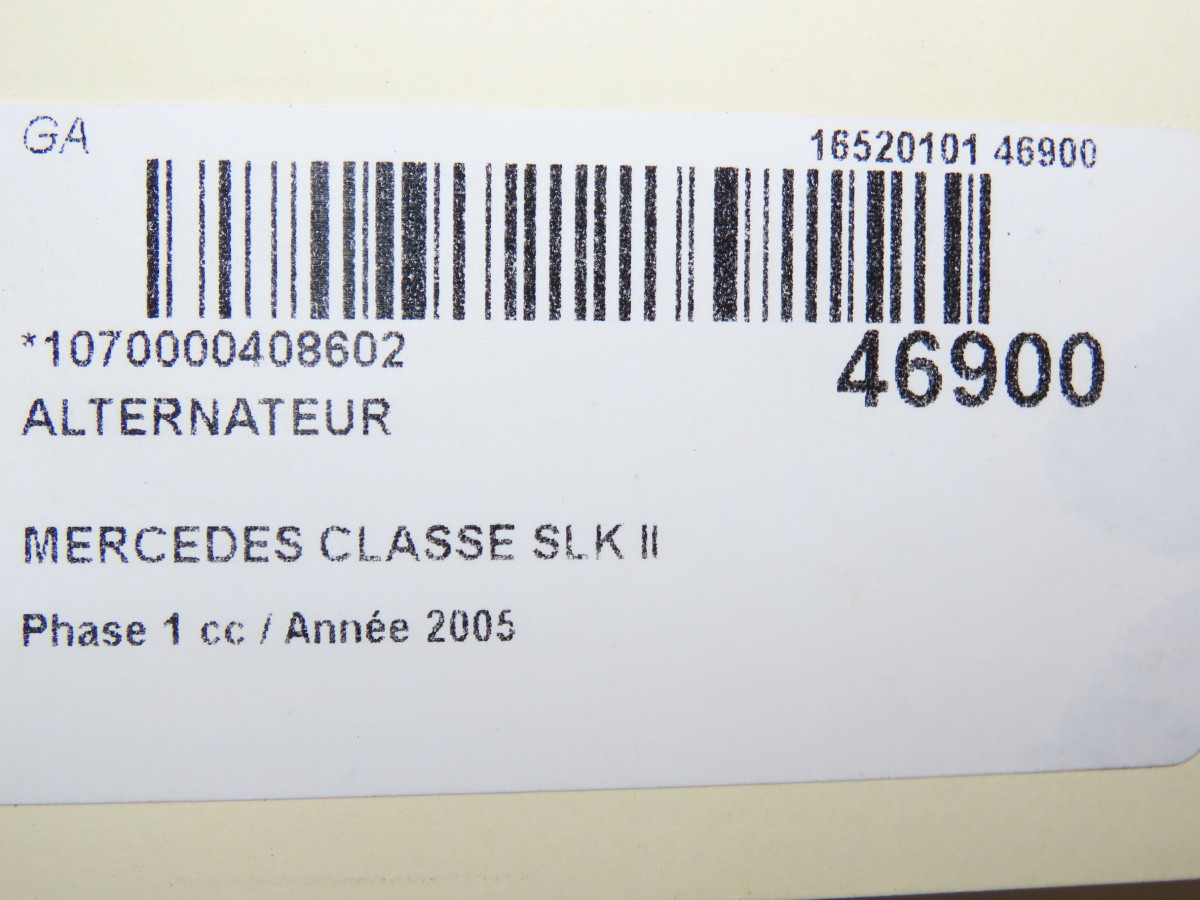 GA
16520101 46900
*1070000408602
46900
ALTERNATEUR
MERCEDES CLASSE SLK II
Phase 1 cc / Année 2005